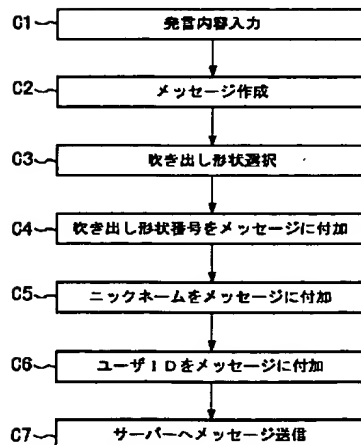 C1 発言内容入力
C2 メッセージ作成
C3 吹き出し形状選択
C4 吹き出し形状番号をメッセージに付加
C5 ニックネームをメッセージに付加
C6 ユーザIDをメッセージに付加
C7 サーバーへメッセージ送信